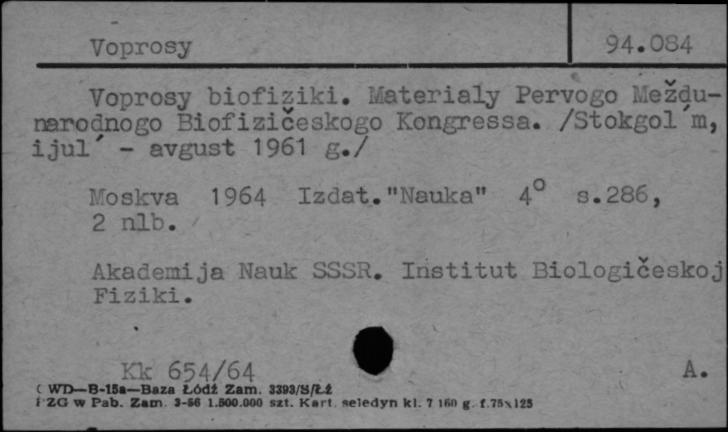 Voprosy 94.084
Voprosy biofiziki. Materialy Pervogo Meždu-
narodnogo Biofizičeskogo Kongressa. /Stokgol´m,
ijul´ - avgust 1961 g./
Moskva 1964 Izdat."Nauka" 4° s.286,
2 nlb.
Akademija Nauk SSSR. Institut Biologičeskoj
Fiziki.
Kk 654/64 A.
( WD—B-15a—Baza Łódź Zam. 3393/S/ŁŹ
PZG w Pab. Zam. 3-56 1.500.000 szt. Kart. seledyn kl. 7 160 g. f.75x125